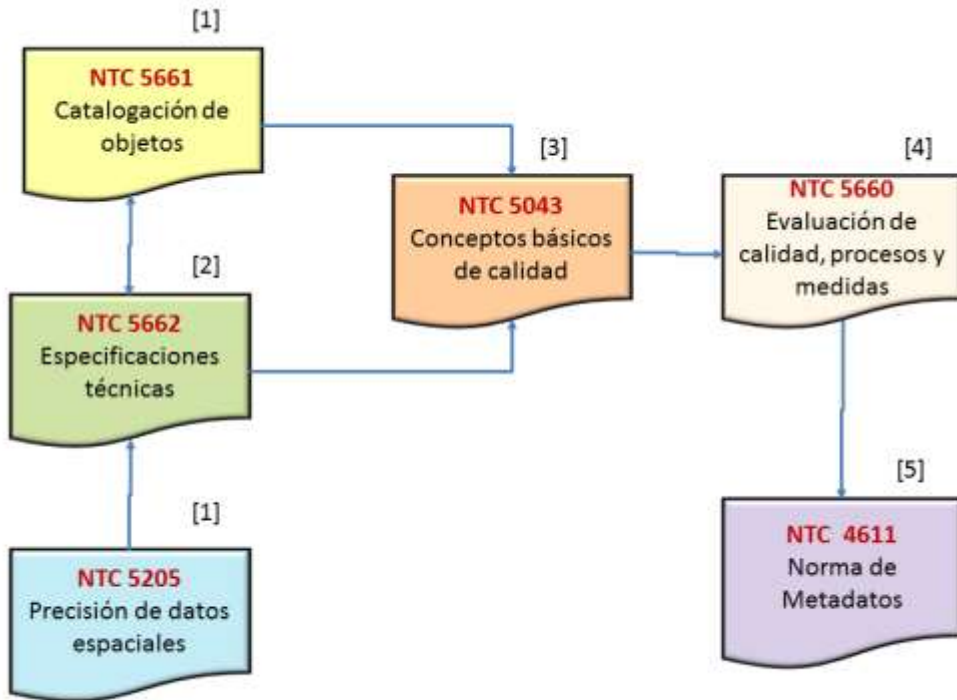 [1]
NTC 5661
Catalogación de
objetos
[3]
NTC 5043
Conceptos básicos
de calidad
[4]
NTC 5660
Evaluación de
calidad, procesos y
medidas
[2]
NTC 5662
Especificaciones
técnicas
[1]
NTC 5205
Precisión de datos
espaciales
[5]
NTC 4611
Norma de
Metadatos